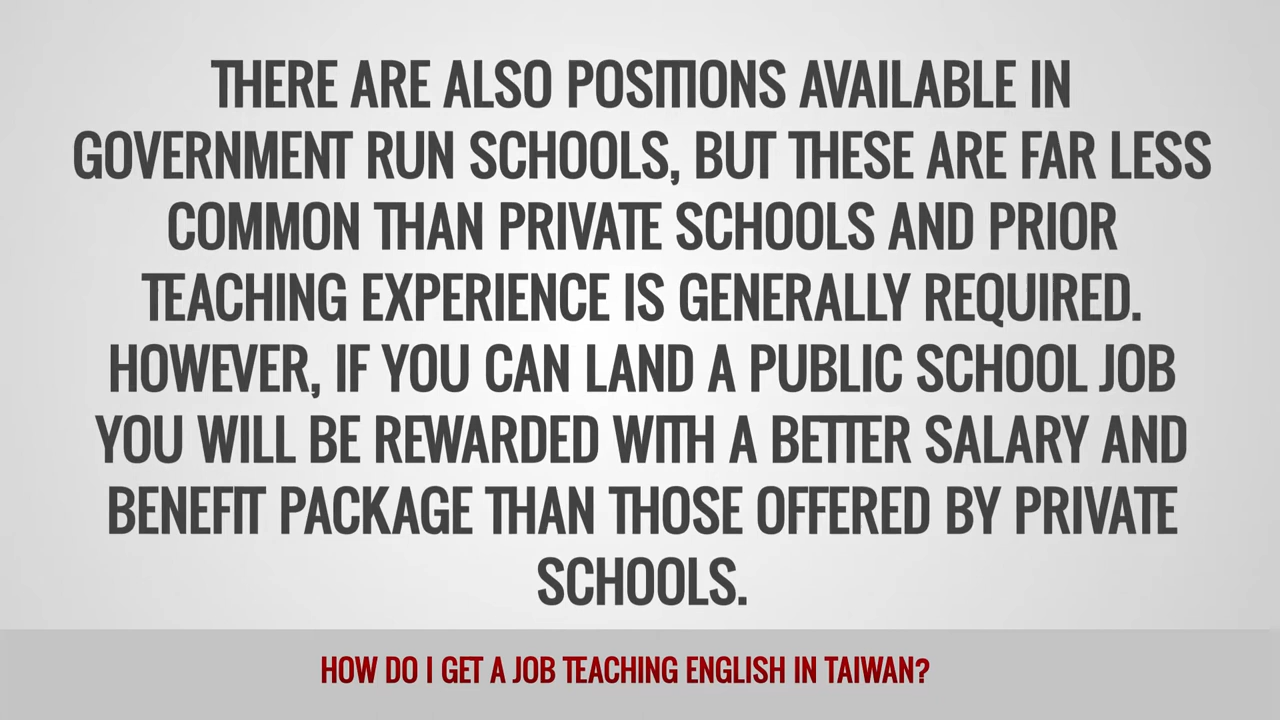 THERE ARE ALSO POSITIONS AVAILABLE IN
GOVERNMENT RUN SCHOOLS, BUT THESE ARE FAR LESS
COMMON THAN PRIVATE SCHOOLS AND PRIOR
TEACHING EXPERIENCE IS GENERALLY REQUIRED.
HOWEVER, IF YOU CAN LAND A PUBLIC SCHOOL JOB
YOU WILL BE REWARDED WITH A BETTER SALARY AND
BENEFIT PACKAGE THAN THOSE OFFERED BY PRIVATE
SCHOOLS.
HOW DO I GET A JOB TEACHING ENGLISH IN TAIWAN?